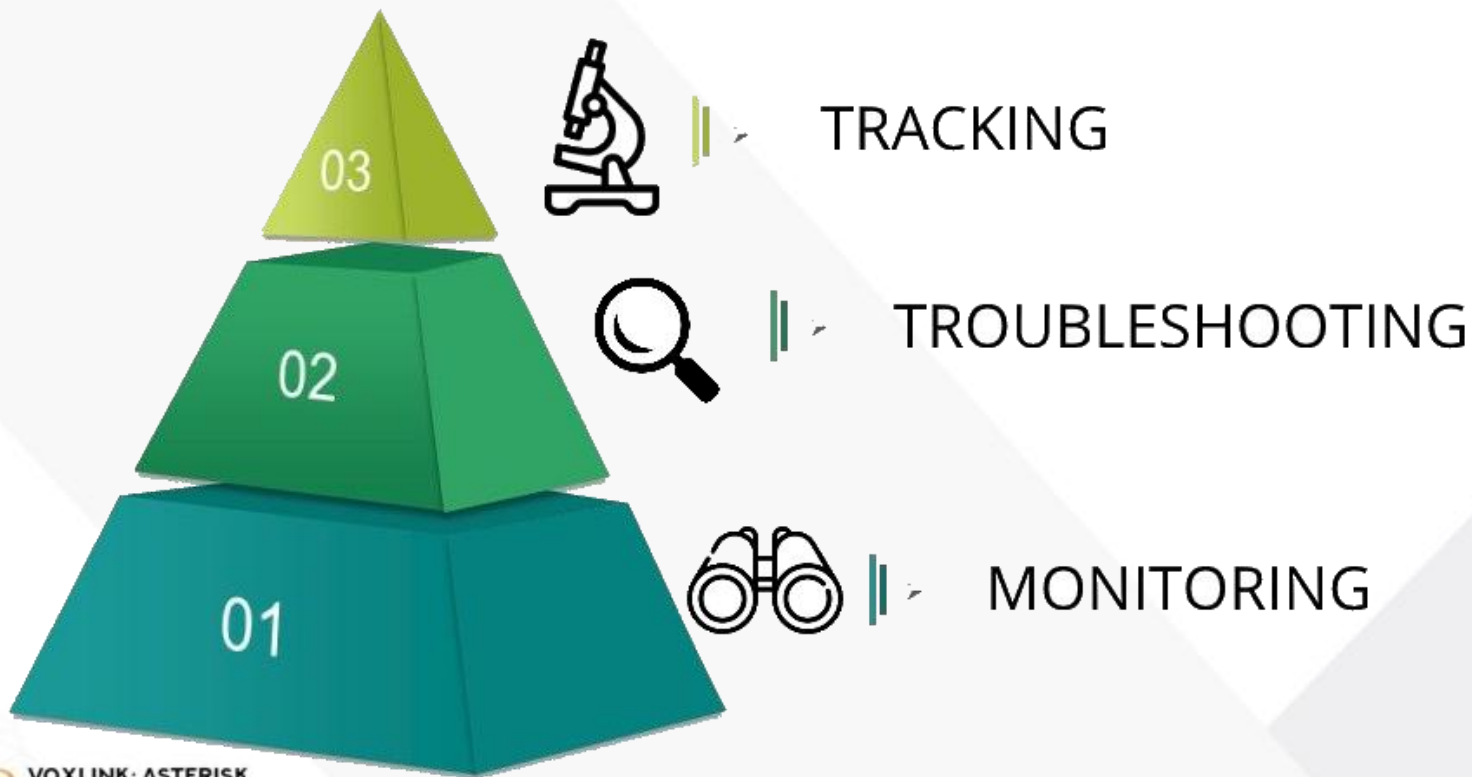 03
TRACKING
02
TROUBLESHOOTING
01
MONITORING
VOXLINK: ASTERISK